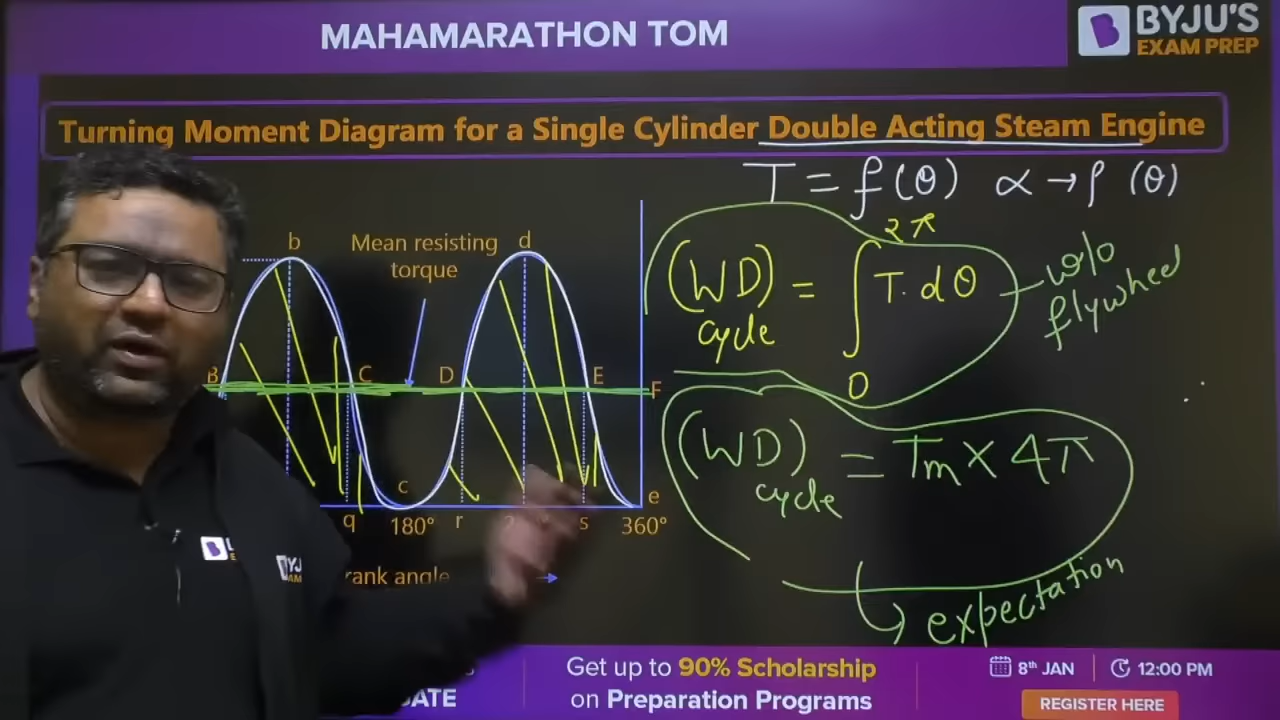 MAHAMARATHON TOM
BYJU'S
EXAM PREP
Turning Moment Diagram for a Single Cylinder Double Acting Steam Engine
T = f(θ) α → f (θ)
b
Mean resisting
torque
d
B
C
D
E
F
c
e
q
180°
r
s
360°
rank angle
(WD)cycle = ∫₀^2π T. dθ
w/o
flywheel
(WD)cycle = Tm × 4π
expectation
BYJ
GATE
Get up to 90% Scholarship
on Preparation Programs
8th JAN
12:00 PM
REGISTER HERE